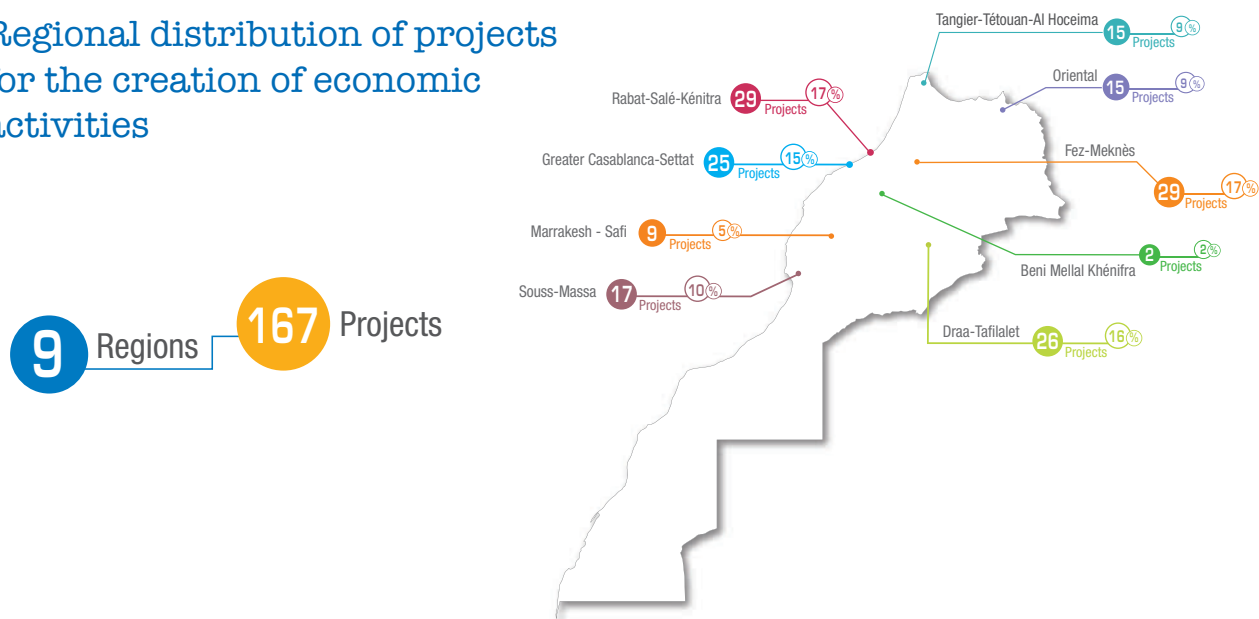 Regional distribution of projects
for the creation of economic
activities
9 Regions
167 Projects
Tangier-Tétouan-Al Hoceima 15 Projects 9%
Oriental 15 Projects 9%
Rabat-Salé-Kénitra 29 Projects 17%
Greater Casablanca-Settat 25 Projects 15%
Fez-Meknès 29 Projects 17%
Marrakesh - Safi 9 Projects 5%
Beni Mellal Khénifra 2 Projects 2%
Souss-Massa 17 Projects 10%
Draa-Tafilalet 26 Projects 16%